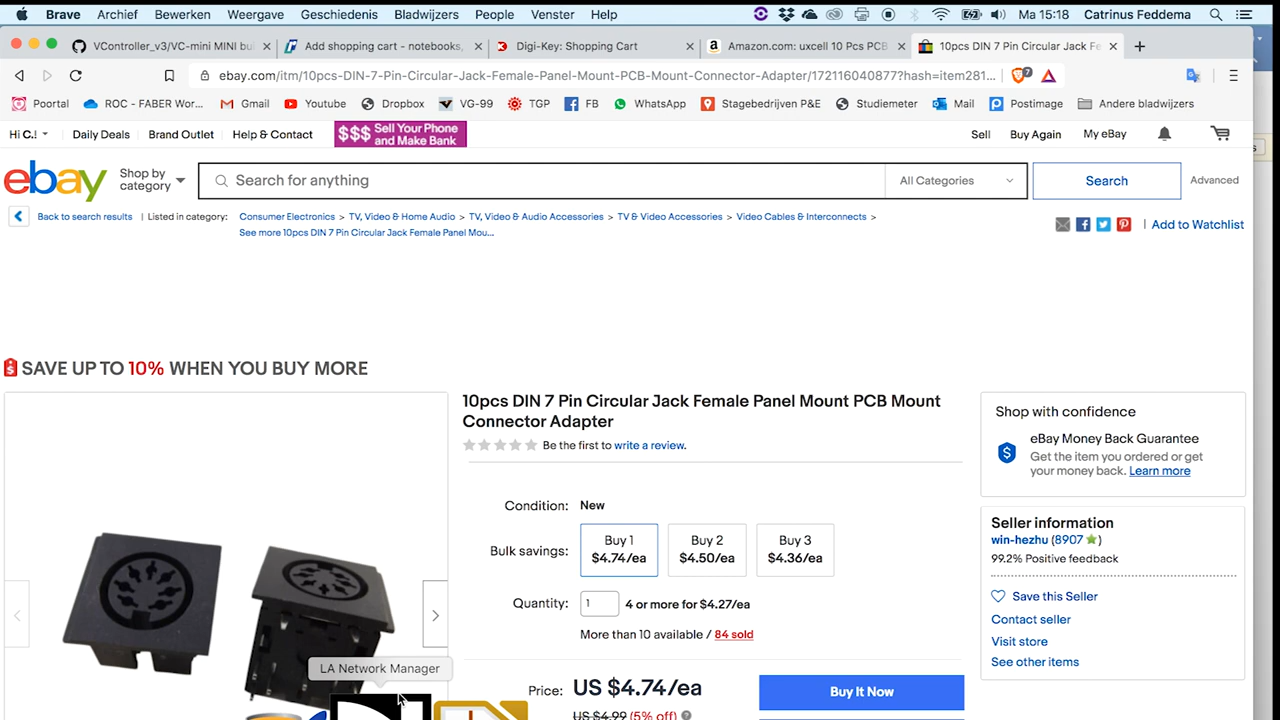 Brave Archief Bewerken Weergave Geschiedenis Bladwijzers People Venster Help Ma 15:18 Catrinus Feddema
VController_v3/VC-mini MINI bui Add shopping cart - notebooks, Digi-Key: Shopping Cart Amazon.com: uxcell 10 Pcs PCB 10pcs DIN 7 Pin Circular Jack Fe
ebay.com/itm/10pcs-DIN-7-Pin-Circular-Jack-Female-Panel-Mount-PCB-Mount-Connector-Adapter/172116040877?hash=item281...
Poortal ROC - FABER Wor... Gmail Youtube Dropbox VG-99 TGP FB WhatsApp Stagebedrijven P&E Studiemeter Mail Postimage Andere bladwijzers
Hi C.! Daily Deals Brand Outlet Help & Contact $$$ Sell Your Phone and Make Bank Sell Buy Again My eBay
ebay Shop by category Search for anything All Categories Search Advanced
Back to search results | Listed in category: Consumer Electronics > TV, Video & Home Audio > TV, Video & Audio Accessories > TV & Video Accessories > Video Cables & Interconnects >
See more 10pcs DIN 7 Pin Circular Jack Female Panel Mou...
| Add to Watchlist
SAVE UP TO 10% WHEN YOU BUY MORE
10pcs DIN 7 Pin Circular Jack Female Panel Mount PCB Mount
Connector Adapter
Be the first to write a review.
Condition: New
Bulk savings:
Buy 1
$4.74/ea
Buy 2
$4.50/ea
Buy 3
$4.36/ea
Quantity: 1 4 or more for $4.27/ea
More than 10 available / 84 sold
Price: US $4.74/ea Buy It Now
US $4.99 (5% off)
Shop with confidence
eBay Money Back Guarantee
Get the item you ordered or get
your money back. Learn more
Seller information
win-hezhu (8907)
99.2% Positive feedback
Save this Seller
Contact seller
Visit store
See other items
LA Network Manager